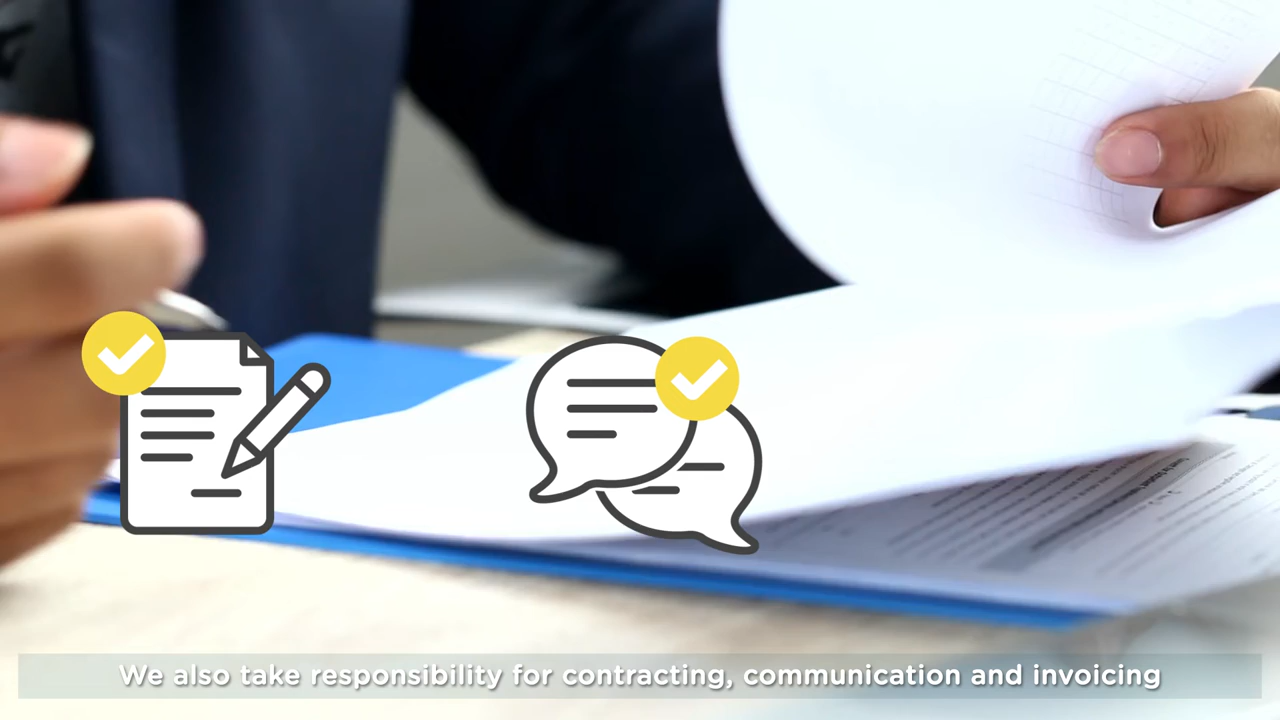 We also take responsibility for contracting, communication and invoicing